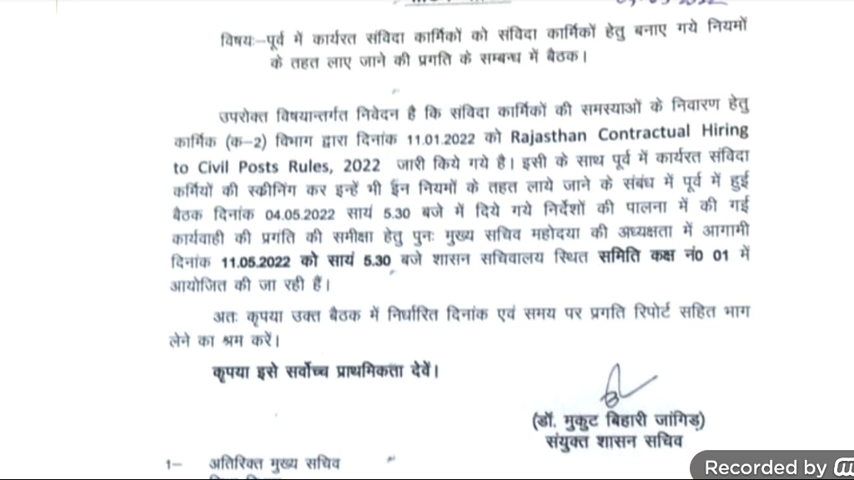 विषयः–पूर्व में कार्यरत संविदा कार्मिकों को संविदा कार्मिकों हेतु बनाए गये नियमों
के तहत लाए जाने की प्रगति के सम्बन्ध में बैठक।
उपरोक्त विषयान्तर्गत निवेदन है कि संविदा कार्मिकों की समस्याओं के निवारण हेतु
कार्मिक (क–2) विभाग द्वारा दिनांक 11.01.2022 को Rajasthan Contractual Hiring
to Civil Posts Rules, 2022 जारी किये गये है। इसी के साथ पूर्व में कार्यरत संविदा
कर्मियों की स्कीनिंग कर इन्हें भी ईन नियमों के तहत लाये जाने के संबंध में पूर्व में हुई
बैठक दिनांक 04.05.2022 सायं 5.30 बजे में दिये गये निर्देशों की पालना में की गई
कार्यवाही की प्रगति की समीक्षा हेतु पुनः मुख्य सचिव महोदया की अध्यक्षता में आगामी
दिनांक 11.05.2022 को सायं 5.30 बजे शासन सचिवालय स्थित समिति कक्ष नं0 01 में
आयोजित की जा रही हैं।
अतः कृपया उक्त बैठक में निर्धारित दिनांक एवं समय पर प्रगति रिपोर्ट सहित भाग
लेने का श्रम करें।
कृपया इसे सर्वोच्च प्राथमिकता देवें।
(डॉ. मुकुट बिहारी जांगिड़)
संयुक्त शासन सचिव
1– अतिरिक्त मुख्य सचिव
Recorded by